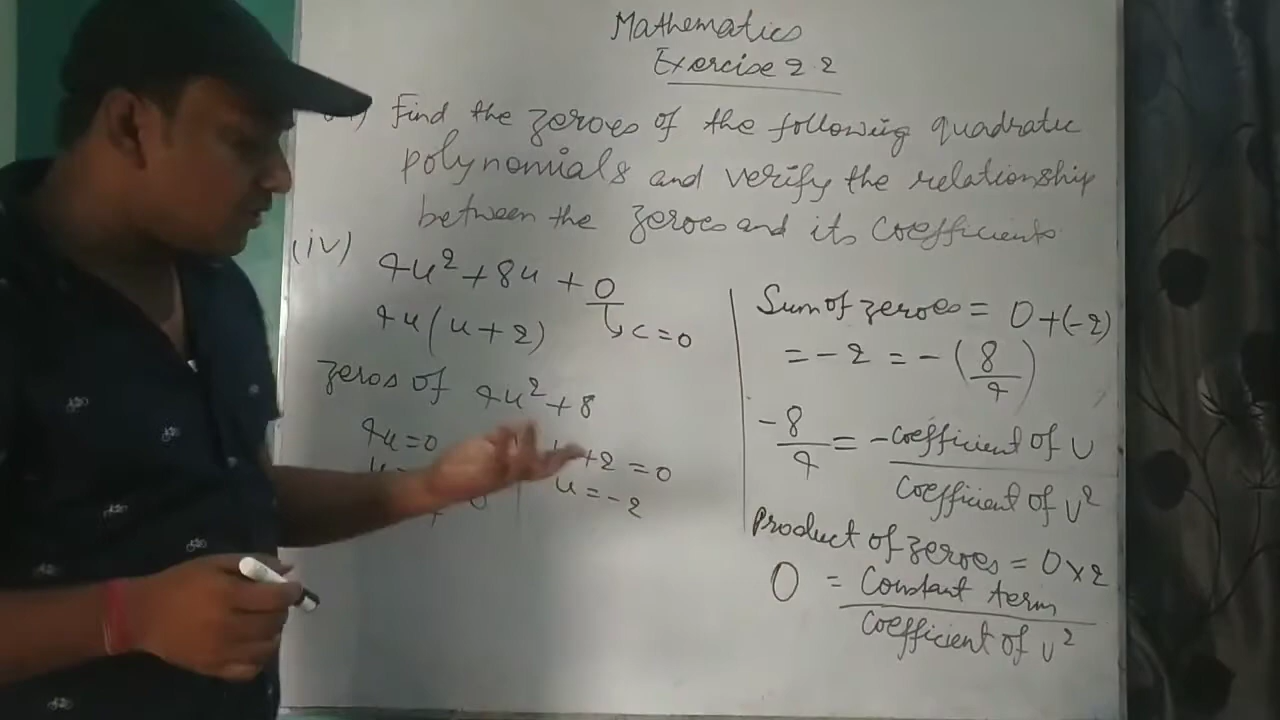 Mathematics
Exercise 2.2
Find the zeroes of the following quadratic
polynomials and verify the relationship
between the zeroes and its coefficients
(iv)
4u² + 8u + 0
4u(u+2)
c = 0
zeros of 4u² + 8
4u = 0
+2 = 0
u = -2
Sum of zeroes = 0 + (-2)
= -2 = -(8/4)
-8/4 = -coefficient of u / coefficient of u²
Product of zeroes = 0 x 2
0 = Constant term / coefficient of u²